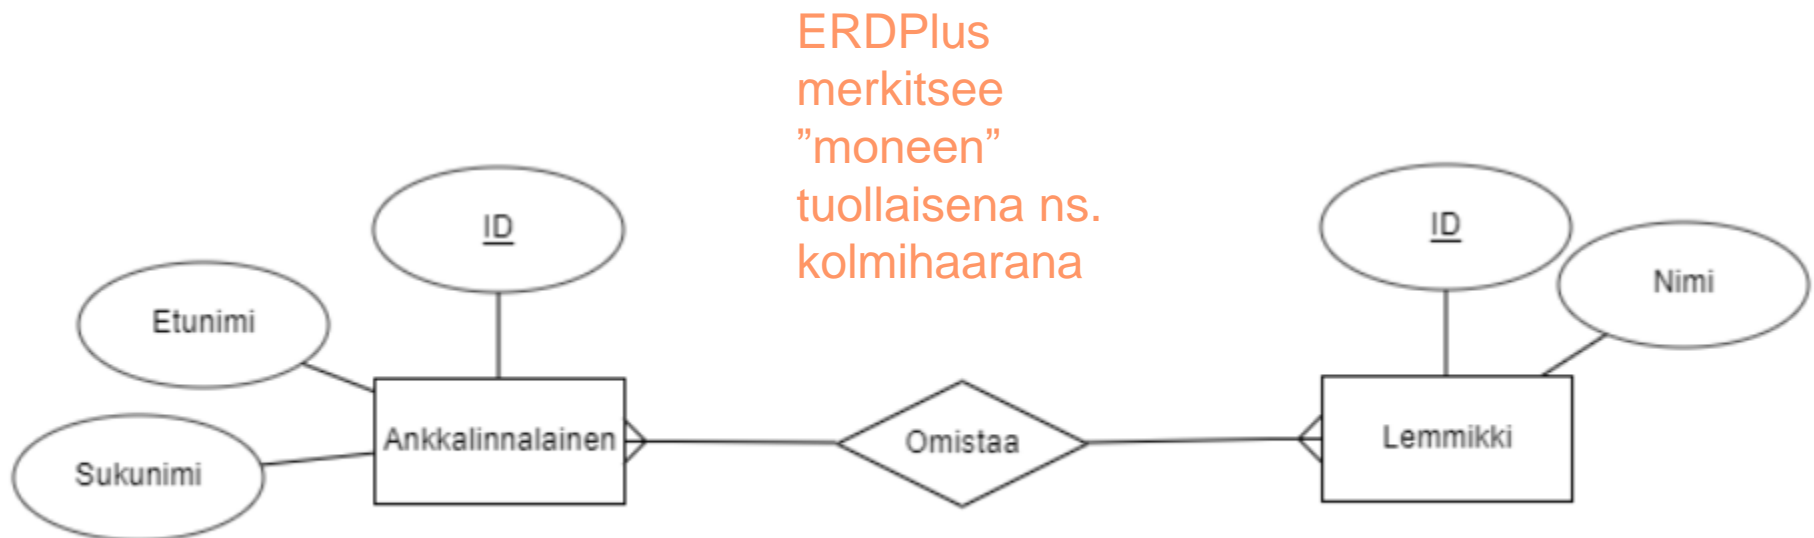 ERDPlus
merkitsee
”moneen”
tuollaisena ns.
kolmihaarana
ID
ID
Nimi
Etunimi
Ankkalinnalainen
Omistaa
Lemmikki
Sukunimi